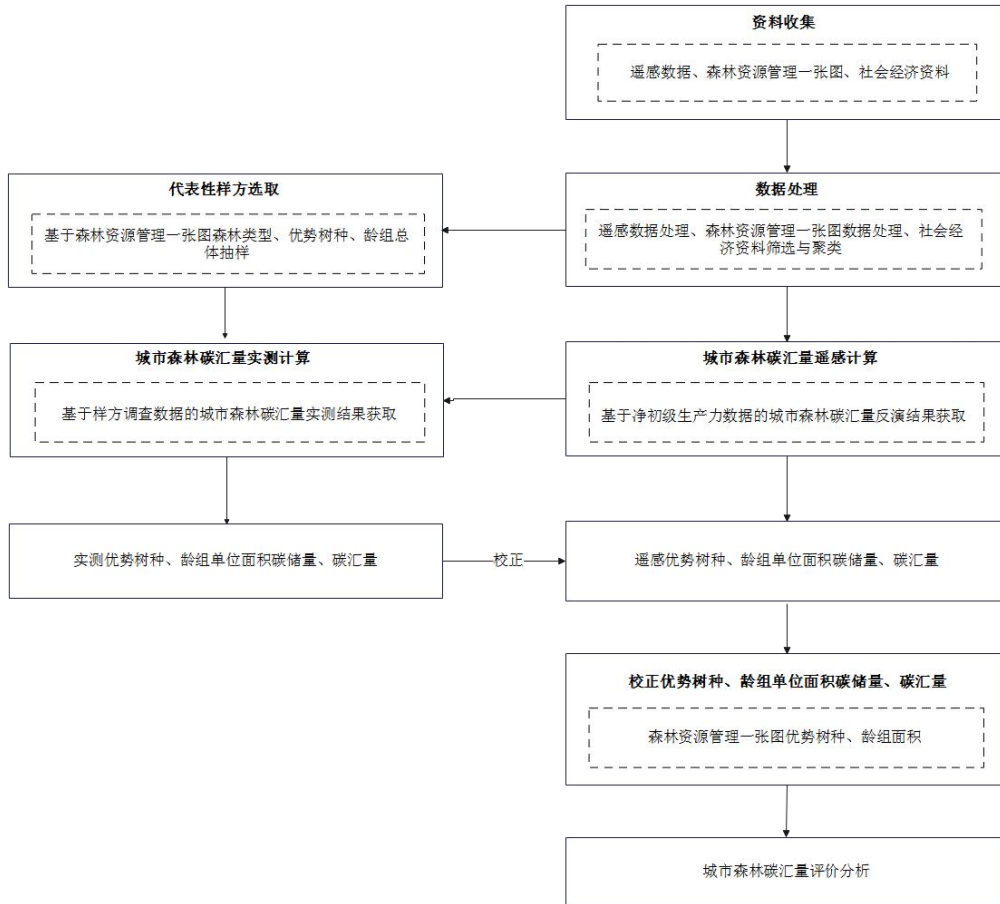 资料收集
遥感数据、森林资源管理一张图、社会经济资料
代表性样方选取
基于森林资源管理一张图森林类型、优势树种、龄组总
体抽样
数据处理
遥感数据处理、森林资源管理一张图数据处理、社会经
济资料筛选与聚类
城市森林碳汇量实测计算
基于样方调查数据的城市森林碳汇量实测结果获取
城市森林碳汇量遥感计算
基于净初级生产力数据的城市森林碳汇量反演结果获取
实测优势树种、龄组单位面积碳储量、碳汇量
校正
遥感优势树种、龄组单位面积碳储量、碳汇量
校正优势树种、龄组单位面积碳储量、碳汇量
森林资源管理一张图优势树种、龄组面积
城市森林碳汇量评价分析